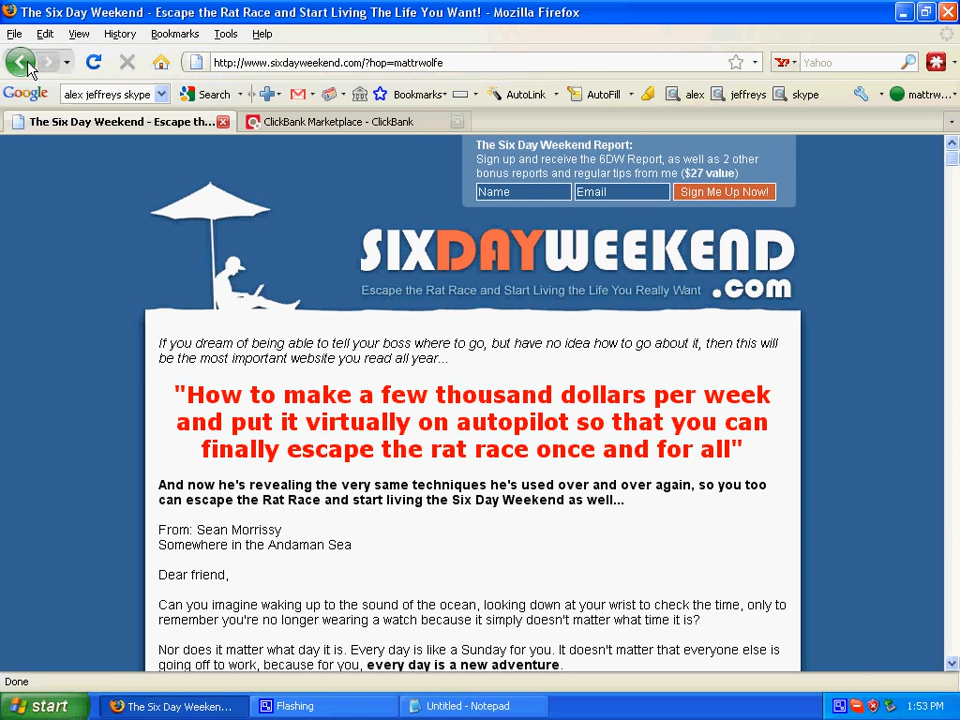 The Six Day Weekend - Escape the Rat Race and Start Living The Life You Want! - Mozilla Firefox
File Edit View History Bookmarks Tools Help
http://www.sixdayweekend.com/?hop=mattrwolfe
Yahoo
Google alex jeffreys skype Search Bookmarks AutoLink AutoFill alex jeffreys skype mattrw...
The Six Day Weekend - Escape th... ClickBank Marketplace - ClickBank
The Six Day Weekend Report:
Sign up and receive the 6DW Report, as well as 2 other
bonus reports and regular tips from me ($27 value)
Name Email Sign Me Up Now!
SIXDAYWEEKEND
.com
Escape the Rat Race and Start Living the Life You Really Want
If you dream of being able to tell your boss where to go, but have no idea how to go about it, then this will
be the most important website you read all year...
"How to make a few thousand dollars per week
and put it virtually on autopilot so that you can
finally escape the rat race once and for all"
And now he's revealing the very same techniques he's used over and over again, so you too
can escape the Rat Race and start living the Six Day Weekend as well...
From: Sean Morrissy
Somewhere in the Andaman Sea
Dear friend,
Can you imagine waking up to the sound of the ocean, looking down at your wrist to check the time, only to
remember you're no longer wearing a watch because it simply doesn't matter what time it is?
Nor does it matter what day it is. Every day is like a Sunday for you. It doesn't matter that everyone else is
going off to work, because for you, every day is a new adventure.
Done
start The Six Day Weeken... Flashing Untitled - Notepad 1:53 PM